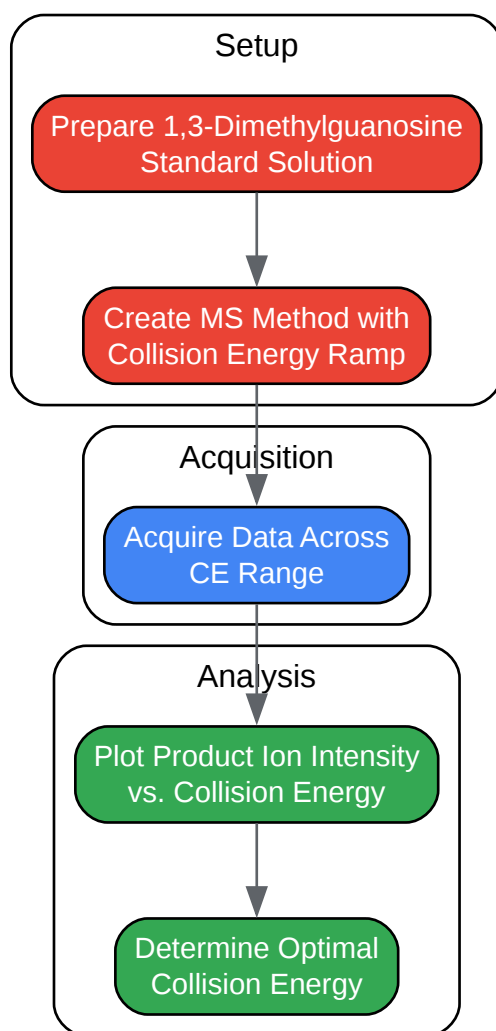 Setup
Prepare 1,3-Dimethylguanosine
Standard Solution
Create MS Method with
Collision Energy Ramp
Acquisition
Acquire Data Across
CE Range
Analysis
Plot Product Ion Intensity
vs. Collision Energy
Determine Optimal
Collision Energy